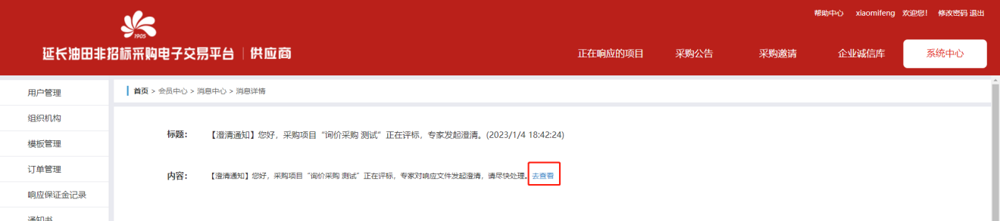 帮助中心 xiaomifeng 欢迎您! 修改密码 退出
1905
延长油田非招标采购电子交易平台 | 供应商
正在响应的项目 采购公告 采购邀请 企业诚信库 系统中心
用户管理
首页 > 会员中心 > 消息中心 > 消息详情
组织机构
标题: 【澄清通知】您好，采购项目“询价采购 测试”正在评标，专家发起澄清。(2023/1/4 18:42:24)
模板管理
订单管理
内容: 【澄清通知】您好，采购项目“询价采购 测试”正在评标，专家对响应文件发起澄清，请尽快处理。去查看
响应保证金记录
通知书